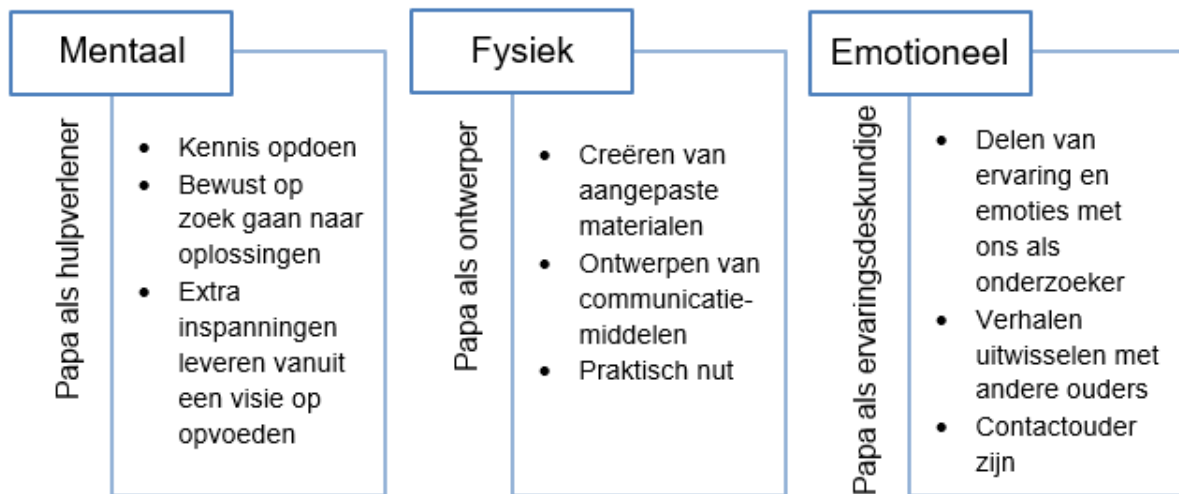 Mentaal
Papa als hulpverlener
• Kennis opdoen
• Bewust op
zoek gaan naar
oplossingen
• Extra
inspanningen
leveren vanuit
een visie op
opvoeden
Fysiek
Papa als ontwerper
• Creëren van
aangepaste
materialen
• Ontwerpen van
communicatie-
middelen
• Praktisch nut
Emotioneel
Papa als ervaringsdeskundige
• Delen van
ervaring en
emoties met
ons als
onderzoeker
• Verhalen
uitwisselen met
andere ouders
• Contactouder
zijn